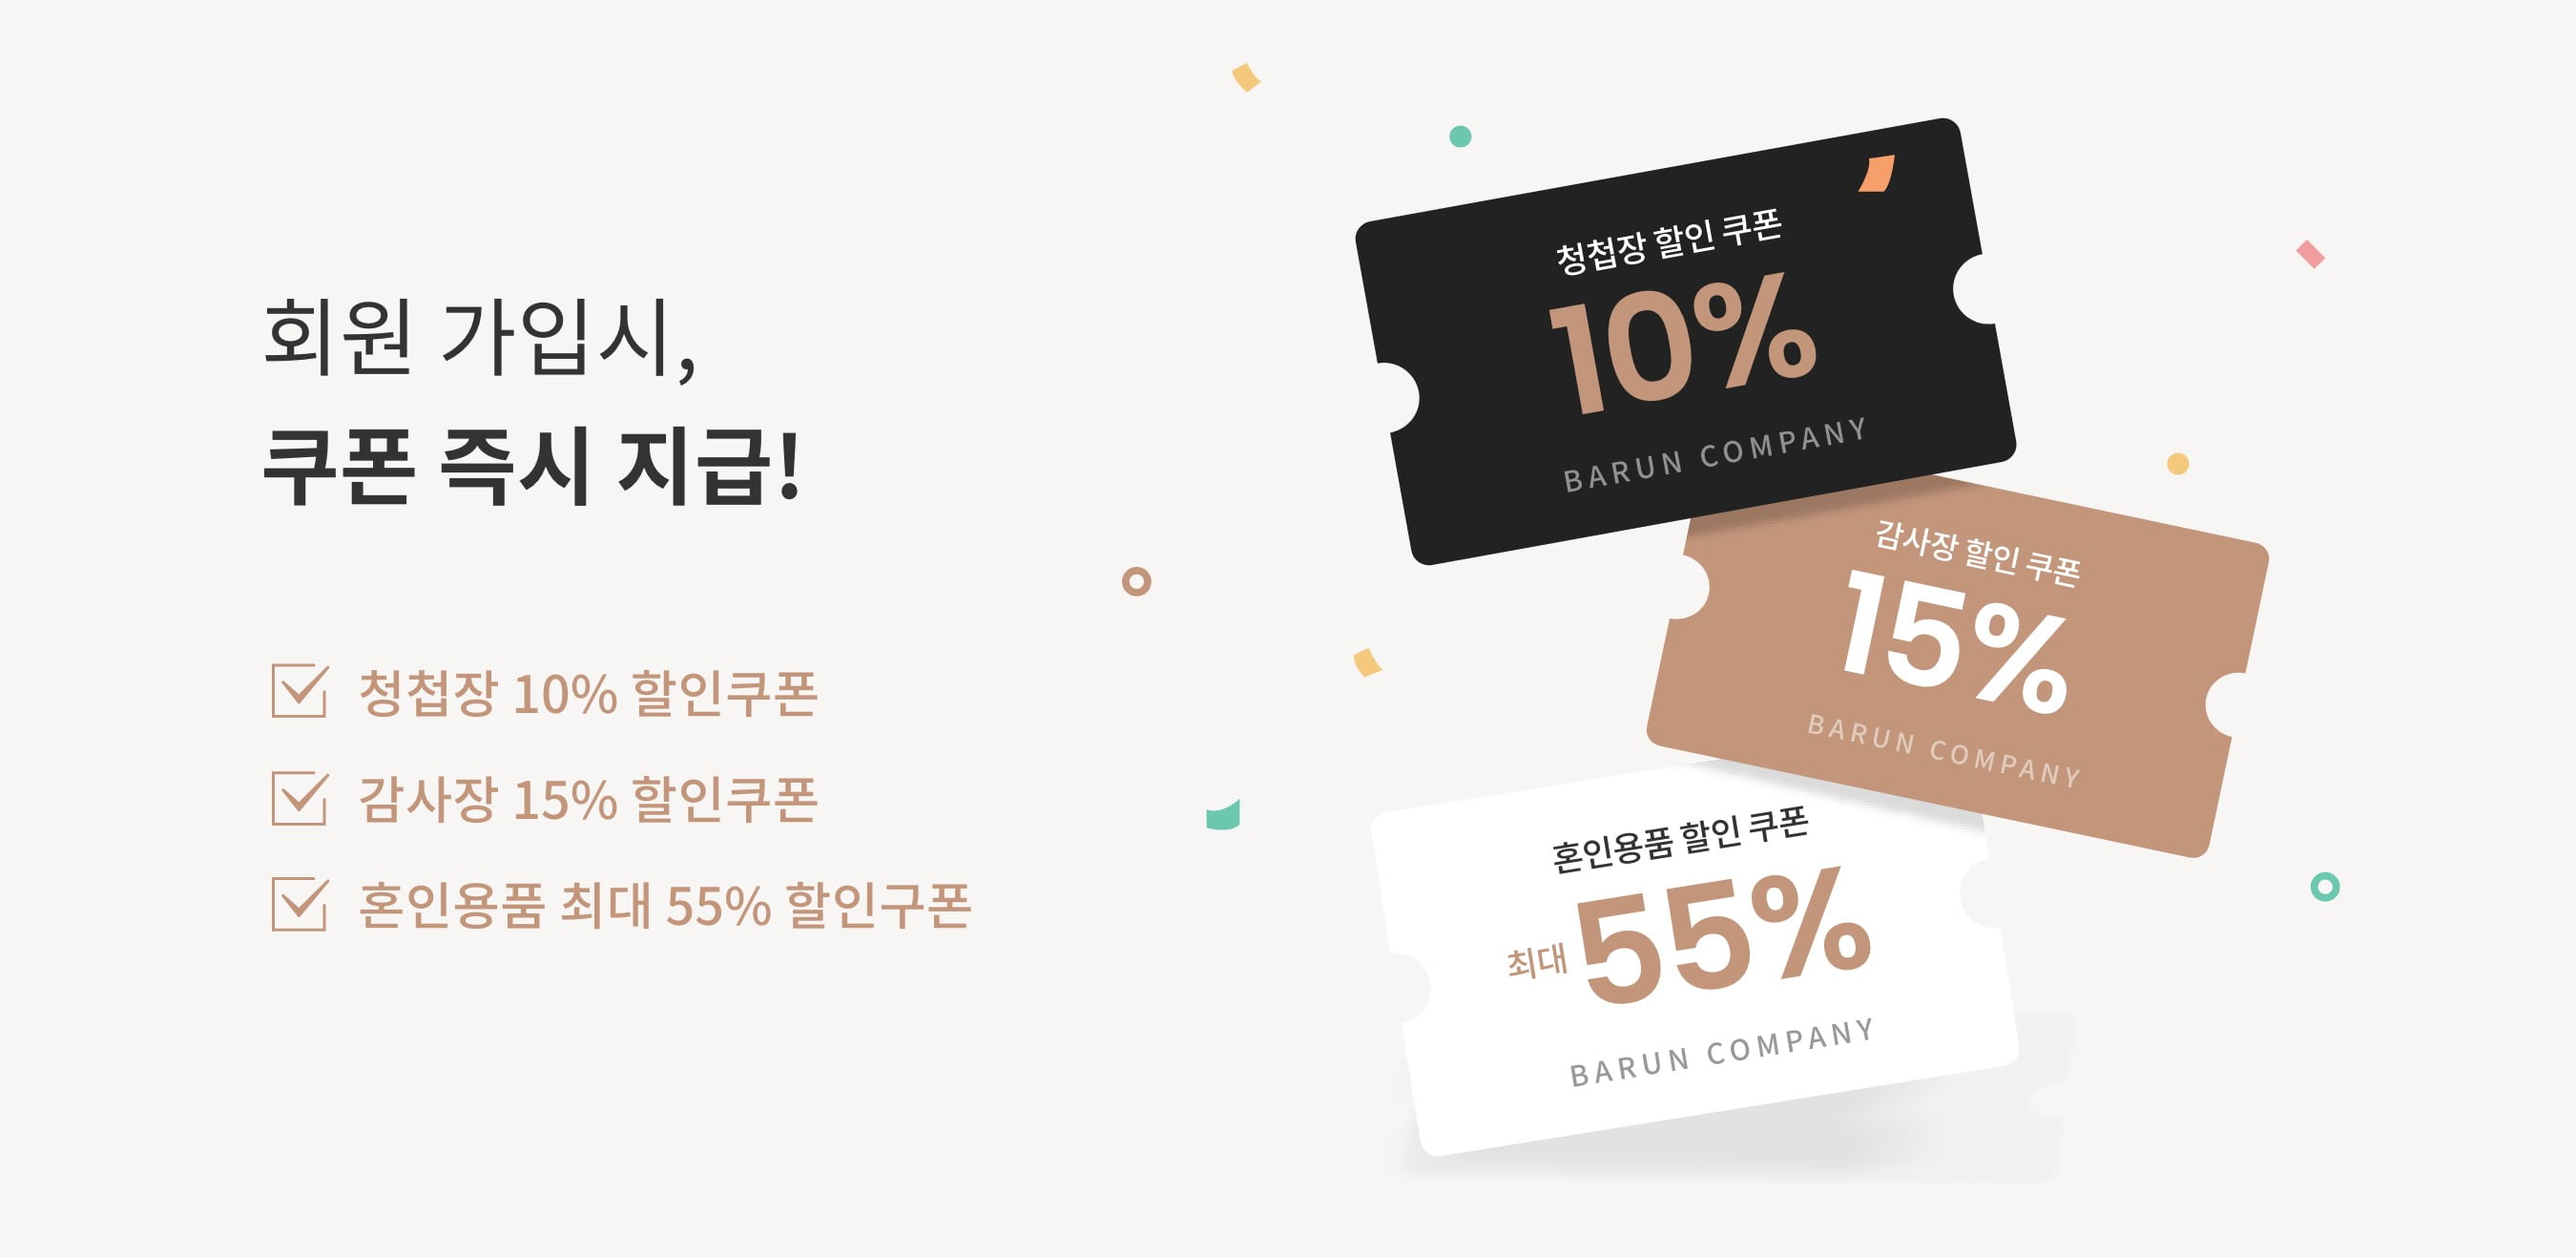 회원 가입시,
쿠폰 즉시 지급!
청첩장 10% 할인쿠폰
감사장 15% 할인쿠폰
혼인용품 최대 55% 할인구폰
청첩장 할인 쿠폰
10%
BARUN COMPANY
감사장 할인 쿠폰
15%
BARUN COMPANY
혼인용품 할인 쿠폰
최대 55%
BARUN COMPANY